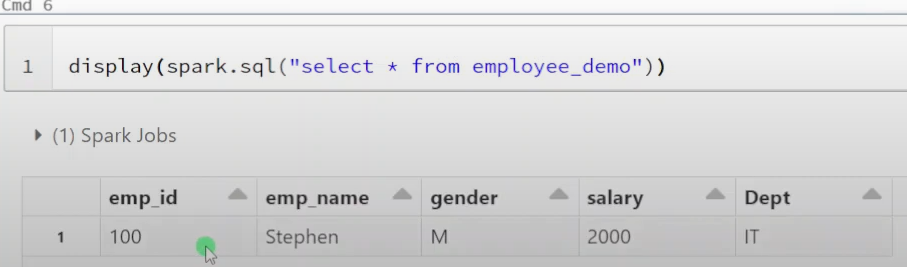 Cmd 6
1 display(spark.sql("select * from employee_demo"))
(1) Spark Jobs
emp_id emp_name gender salary Dept
1 100 Stephen M 2000 IT